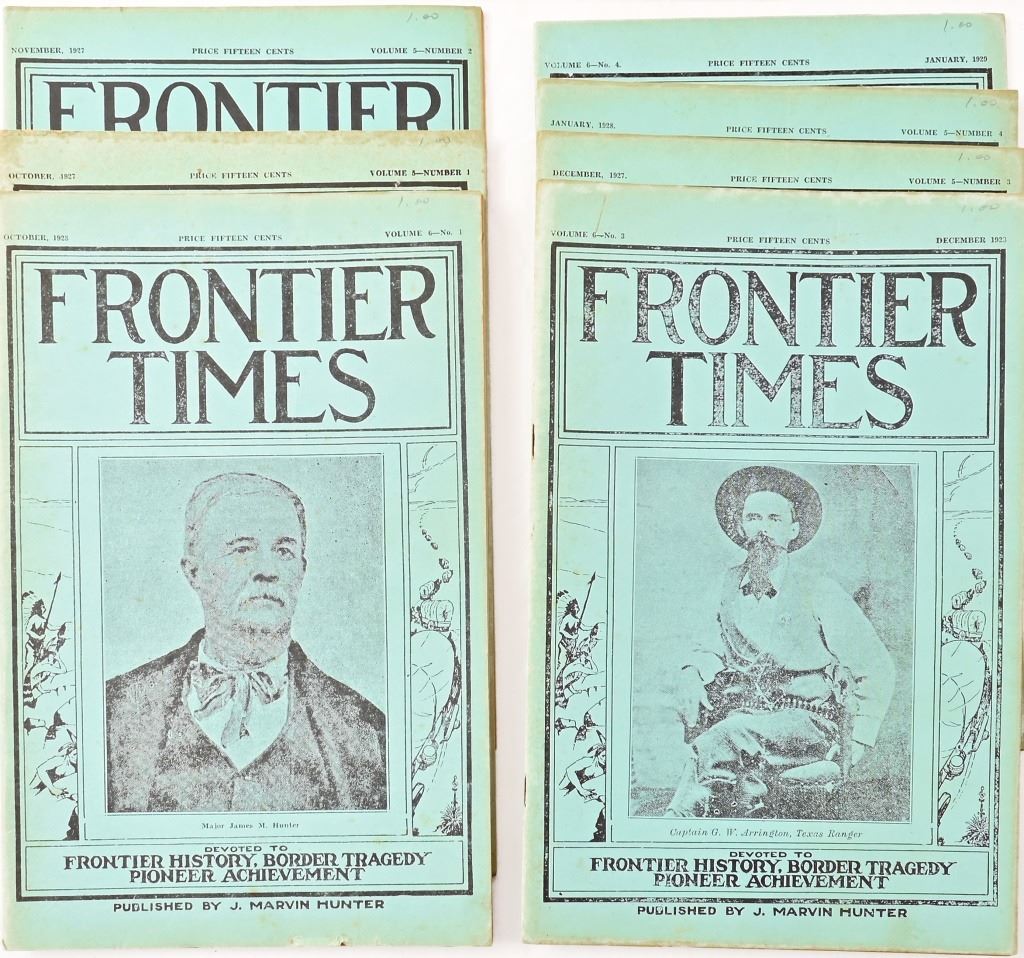 1.00
NOVEMBER, 1927 PRICE FIFTEEN CENTS VOLUME 5—NUMBER 2
FRONTIER
1.00
OCTOBER, 1927 PRICE FIFTEEN CENTS VOLUME 5—NUMBER 1
1.00
OCTOBER, 1928 PRICE FIFTEEN CENTS VOLUME 6—No. 1
FRONTIER
TIMES
Major James M. Hunter
DEVOTED TO
FRONTIER HISTORY, BORDER TRAGEDY
PIONEER ACHIEVEMENT
PUBLISHED BY J. MARVIN HUNTER
1.00
VOLUME 6—No. 4. PRICE FIFTEEN CENTS JANUARY, 1929
1.00
JANUARY, 1928. PRICE FIFTEEN CENTS VOLUME 5—NUMBER 4
1.00
DECEMBER, 1927. PRICE FIFTEEN CENTS VOLUME 5—NUMBER 3
1.00
VOLUME 6—No. 3 PRICE FIFTEEN CENTS DECEMBER 1928
FRONTIER
TIMES
Captain G. W. Arrington, Texas Ranger
DEVOTED TO
FRONTIER HISTORY, BORDER TRAGEDY
PIONEER ACHIEVEMENT
PUBLISHED BY J. MARVIN HUNTER